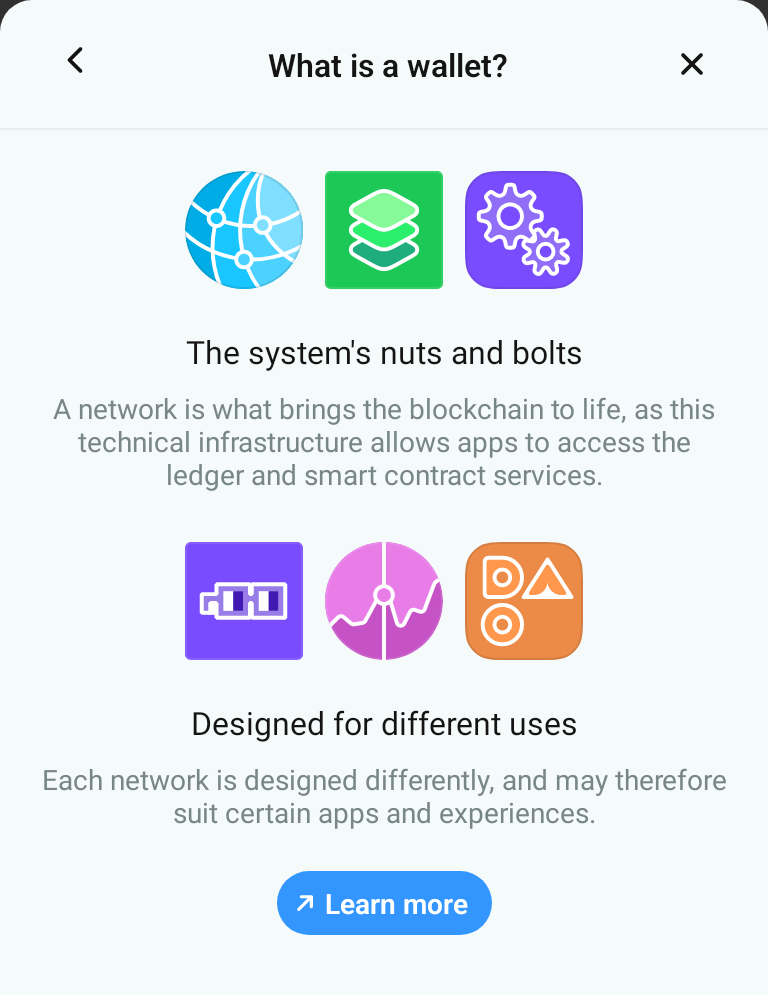 What is a wallet?
The system's nuts and bolts
A network is what brings the blockchain to life, as this
technical infrastructure allows apps to access the
ledger and smart contract services.
Designed for different uses
Each network is designed differently, and may therefore
suit certain apps and experiences.
Learn more